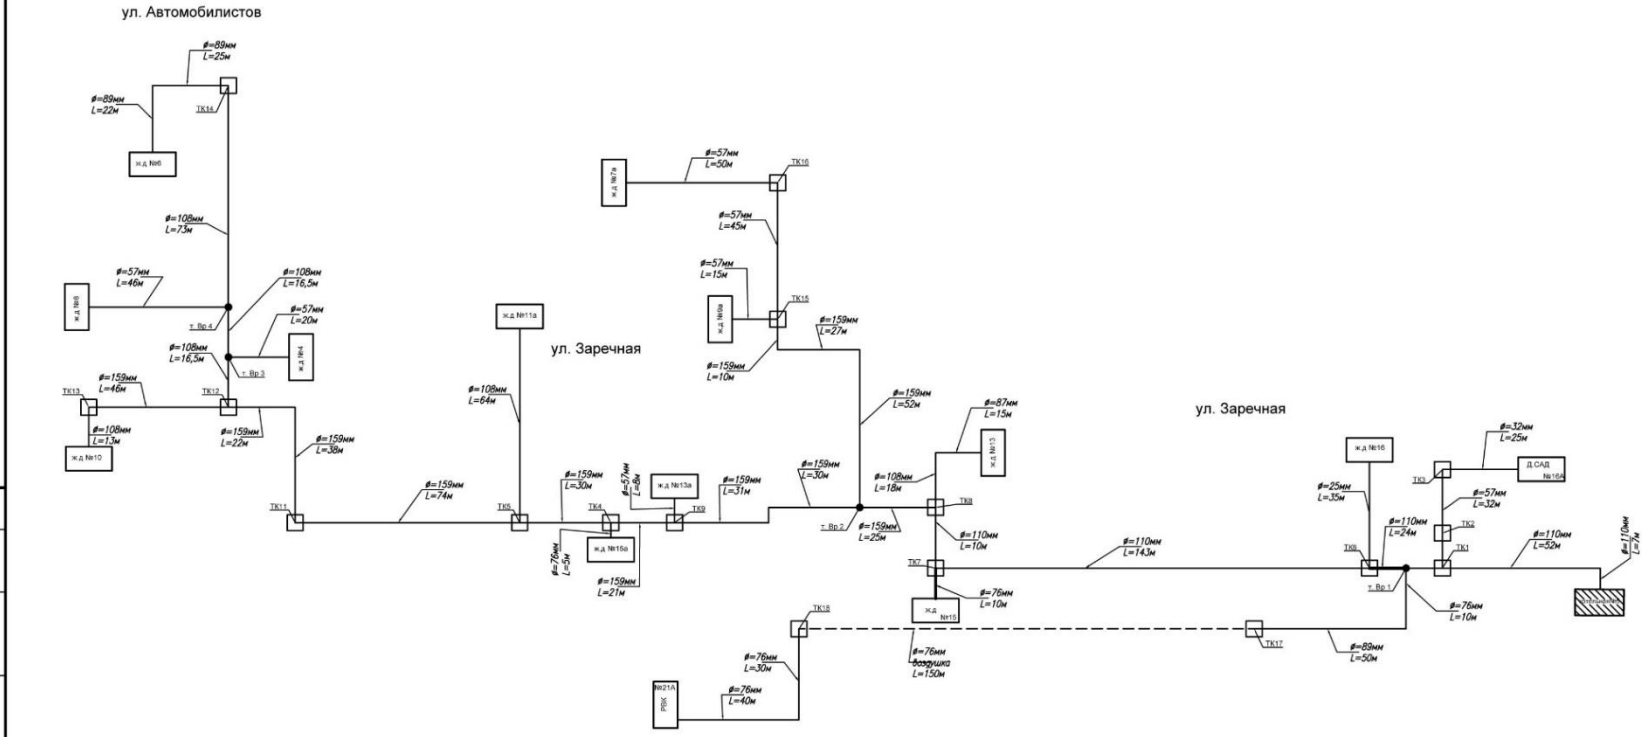 ул. Автомобилистов
ø=89мм
L=25м
ø=89мм
L=22м
ТК14
ж.д №6
ø=108мм
L=73м
ø=57мм
L=46м
ж.д №8
т. Вр 4
ø=108мм
L=16,5м
ø=57мм
L=20м
ж.д №4
ø=108мм
L=16,5м
т. Вр 3
ТК13
ø=159мм
L=46м
ТК12
ø=108мм
L=13м
ж.д №10
ø=159мм
L=22м
ø=159мм
L=38м
ТК11
ø=159мм
L=74м
ж.д №11а
ул. Заречная
ø=108мм
L=64м
ТК5
ø=159мм
L=30м
ТК4
ø=76мм
L=5м
ж.д №15а
ø=57мм
L=8м
ж.д №13а
ТК9
ø=159мм
L=21м
ø=159мм
L=31м
ж.д №7а
ø=57мм
L=50м
ТК16
ø=57мм
L=45м
ø=57мм
L=15м
ж.д №9а
ТК15
ø=159мм
L=27м
ø=159мм
L=10м
ø=159мм
L=52м
ø=159мм
L=30м
т. Вр 2
ø=159мм
L=25м
ø=87мм
L=15м
ж.д №13
ø=108мм
L=18м
ТК8
ø=110мм
L=10м
ТК7
ø=76мм
L=10м
ж.д
№15
ø=110мм
L=143м
ул. Заречная
ж.д №16
ø=25мм
L=35м
ТК6
ø=110мм
L=24м
т. Вр 1
ø=32мм
L=25м
Д.САД
№16А
ТК3
ø=57мм
L=32м
ТК2
ТК1
ø=110мм
L=52м
ø=110мм
L=7м
ø=76мм
L=10м
ø=89мм
L=50м
ТК17
ТК18
ø=76мм
воздушка
L=150м
ø=76мм
L=30м
ø=76мм
L=40м
№21А
РВК